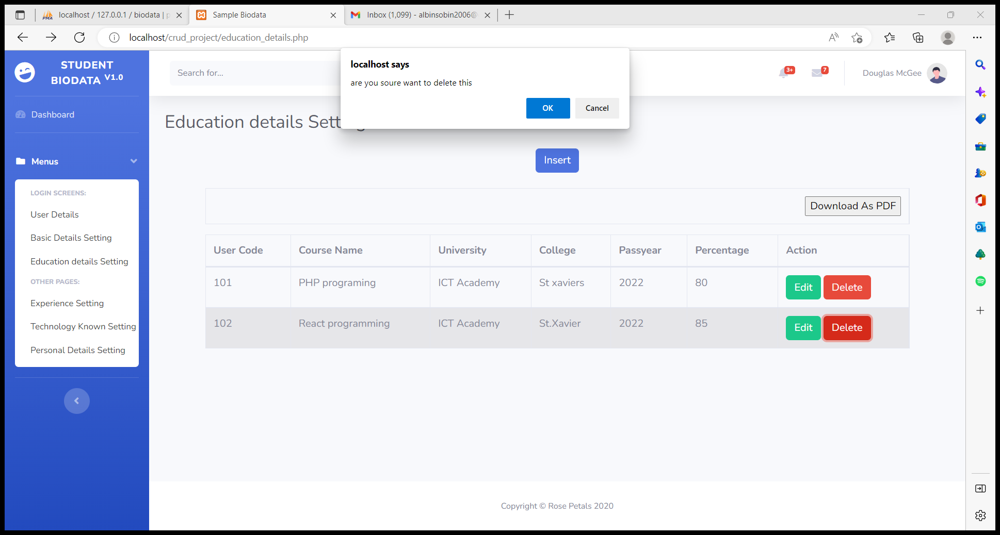 localhost / 127.0.0.1 / biodata | p
Sample Biodata
Inbox (1,099) - albinsobin2006@
localhost/crud_project/education_details.php
STUDENT
BIODATA V1.0
Search for...
localhost says
are you soure want to delete this
OK
Cancel
3+
7
Douglas McGee
Dashboard
Education details Setting
Menus
Insert
LOGIN SCREENS:
User Details
Basic Details Setting
Education details Setting
OTHER PAGES:
Experience Setting
Technology Known Setting
Personal Details Setting
Download As PDF
User Code Course Name University College Passyear Percentage Action
101 PHP programing ICT Academy St xaviers 2022 80 Edit Delete
102 React programming ICT Academy St.Xavier 2022 85 Edit Delete
Copyright © Rose Petals 2020